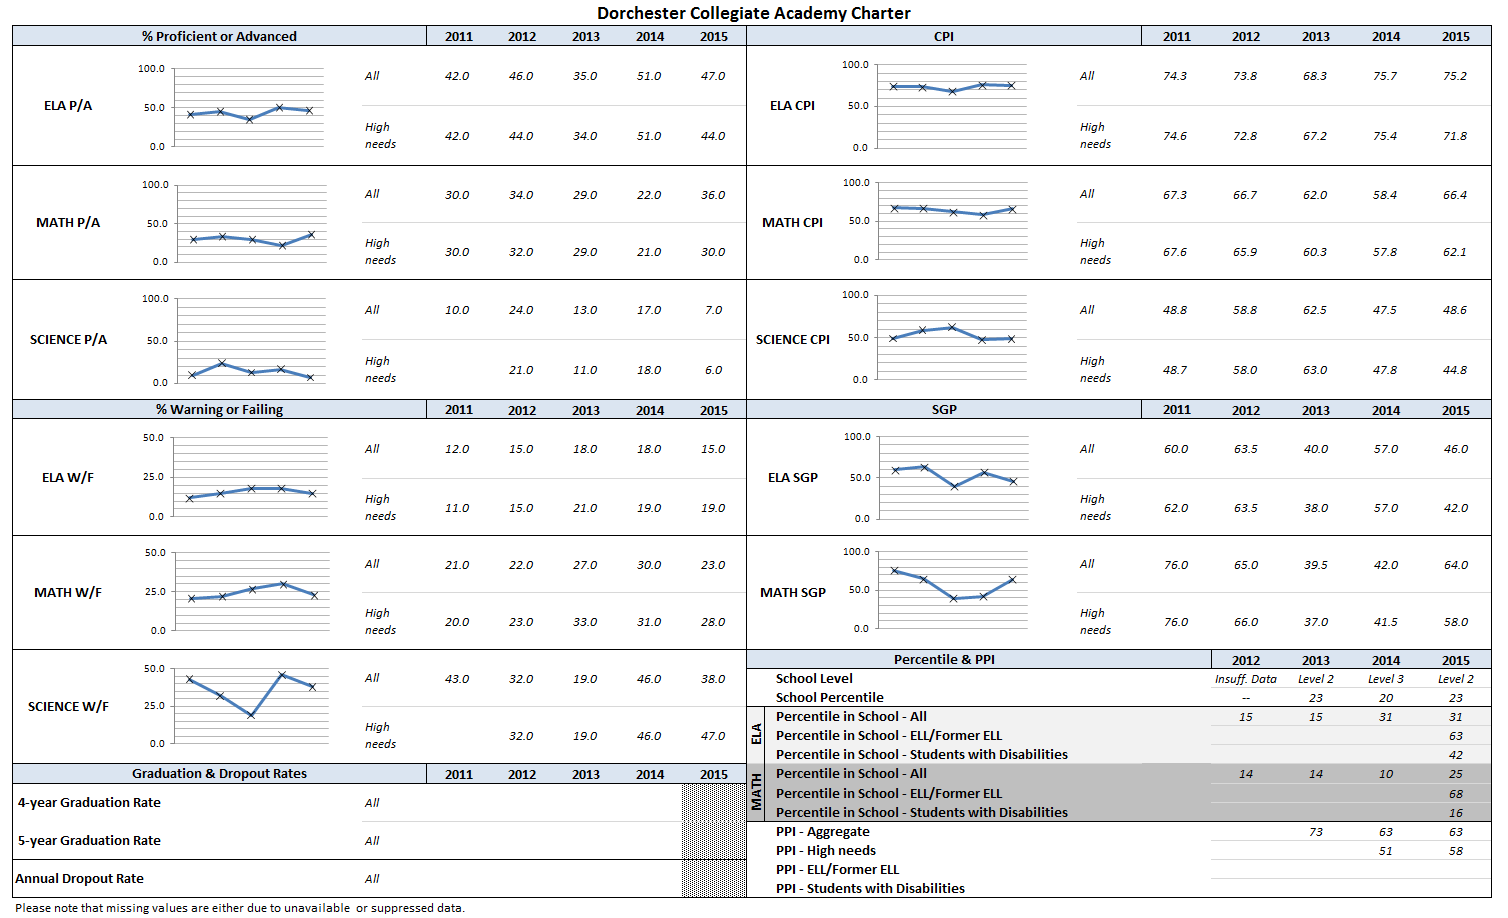 Dorchester Collegiate Academy Charter
% Proficient or Advanced 2011 2012 2013 2014 2015
ELA P/A
100.0
50.0
0.0
All 42.0 46.0 35.0 51.0 47.0
High needs 42.0 44.0 34.0 51.0 44.0
MATH P/A
100.0
50.0
0.0
All 30.0 34.0 29.0 22.0 36.0
High needs 30.0 32.0 29.0 21.0 30.0
SCIENCE P/A
100.0
50.0
0.0
All 10.0 24.0 13.0 17.0 7.0
High needs 21.0 11.0 18.0 6.0
% Warning or Failing 2011 2012 2013 2014 2015
ELA W/F
50.0
25.0
0.0
All 12.0 15.0 18.0 18.0 15.0
High needs 11.0 15.0 21.0 19.0 19.0
MATH W/F
50.0
25.0
0.0
All 21.0 22.0 27.0 30.0 23.0
High needs 20.0 23.0 33.0 31.0 28.0
SCIENCE W/F
50.0
25.0
0.0
All 43.0 32.0 19.0 46.0 38.0
High needs 32.0 19.0 46.0 47.0
Graduation & Dropout Rates 2011 2012 2013 2014 2015
4-year Graduation Rate All
5-year Graduation Rate All
Annual Dropout Rate All
CPI 2011 2012 2013 2014 2015
ELA CPI
100.0
50.0
0.0
All 74.3 73.8 68.3 75.7 75.2
High needs 74.6 72.8 67.2 75.4 71.8
MATH CPI
100.0
50.0
0.0
All 67.3 66.7 62.0 58.4 66.4
High needs 67.6 65.9 60.3 57.8 62.1
SCIENCE CPI
100.0
50.0
0.0
All 48.8 58.8 62.5 47.5 48.6
High needs 48.7 58.0 63.0 47.8 44.8
SGP 2011 2012 2013 2014 2015
ELA SGP
100.0
50.0
0.0
All 60.0 63.5 40.0 57.0 46.0
High needs 62.0 63.5 38.0 57.0 42.0
MATH SGP
100.0
50.0
0.0
All 76.0 65.0 39.5 42.0 64.0
High needs 76.0 66.0 37.0 41.5 58.0
Percentile & PPI 2012 2013 2014 2015
School Level Insuff. Data Level 2 Level 3 Level 2
School Percentile -- 23 20 23
ELA
Percentile in School - All 15 15 31 31
Percentile in School - ELL/Former ELL 63
Percentile in School - Students with Disabilities 42
MATH
Percentile in School - All 14 14 10 25
Percentile in School - ELL/Former ELL 68
Percentile in School - Students with Disabilities 16
PPI - Aggregate 73 63 63
PPI - High needs 51 58
PPI - ELL/Former ELL
PPI - Students with Disabilities
Please note that missing values are either due to unavailable or suppressed data.